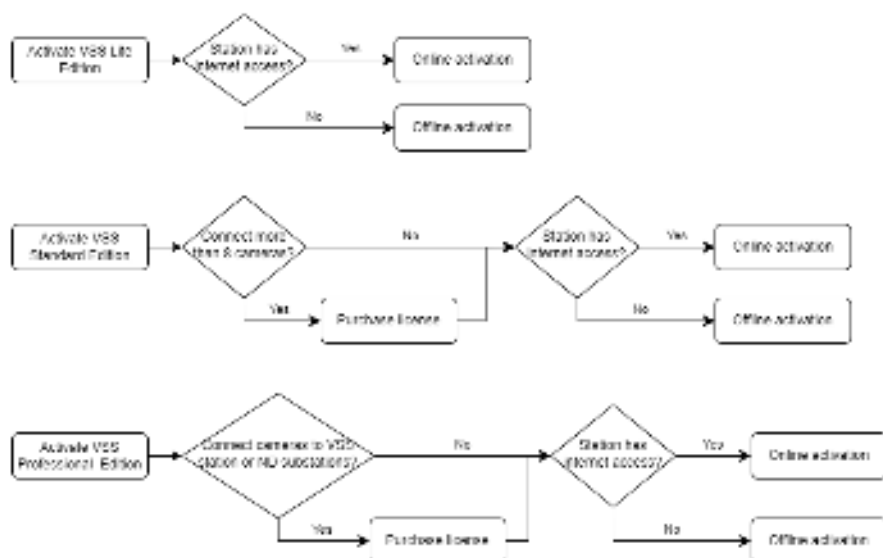 Activate VSS Lite
Edition
Station has
internet access?
Yes
Online activation
No
Offline activation
Activate VSS
Standard Edition
Connect more
than 8 cameras?
No
Yes
Purchase license
Station has
internet access?
Yes
Online activation
No
Offline activation
Activate VSS
Professional Edition
Connect cameras to VSS
station or ND substations?
No
Yes
Purchase license
Station has
internet access?
Yes
Online activation
No
Offline activation